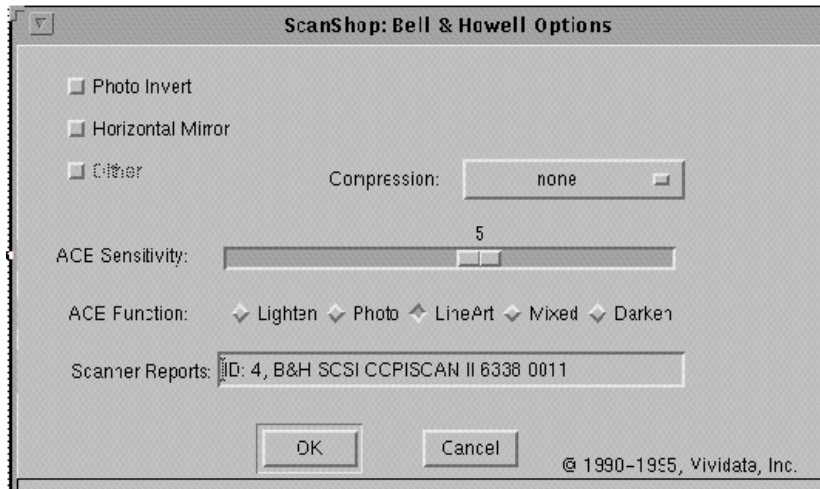 ScanShop: Bell & Howell Options
Photo Invert
Horizontal Mirror
Dither
Compression: none
5
ACE Sensitivity:
ACE Function: Lighten Photo LineArt Mixed Darken
Scanner Reports: ID: 4, B&H SCSI CCPISCAN II 6338 0011
OK Cancel
@ 1990-1995, Vividata, Inc.